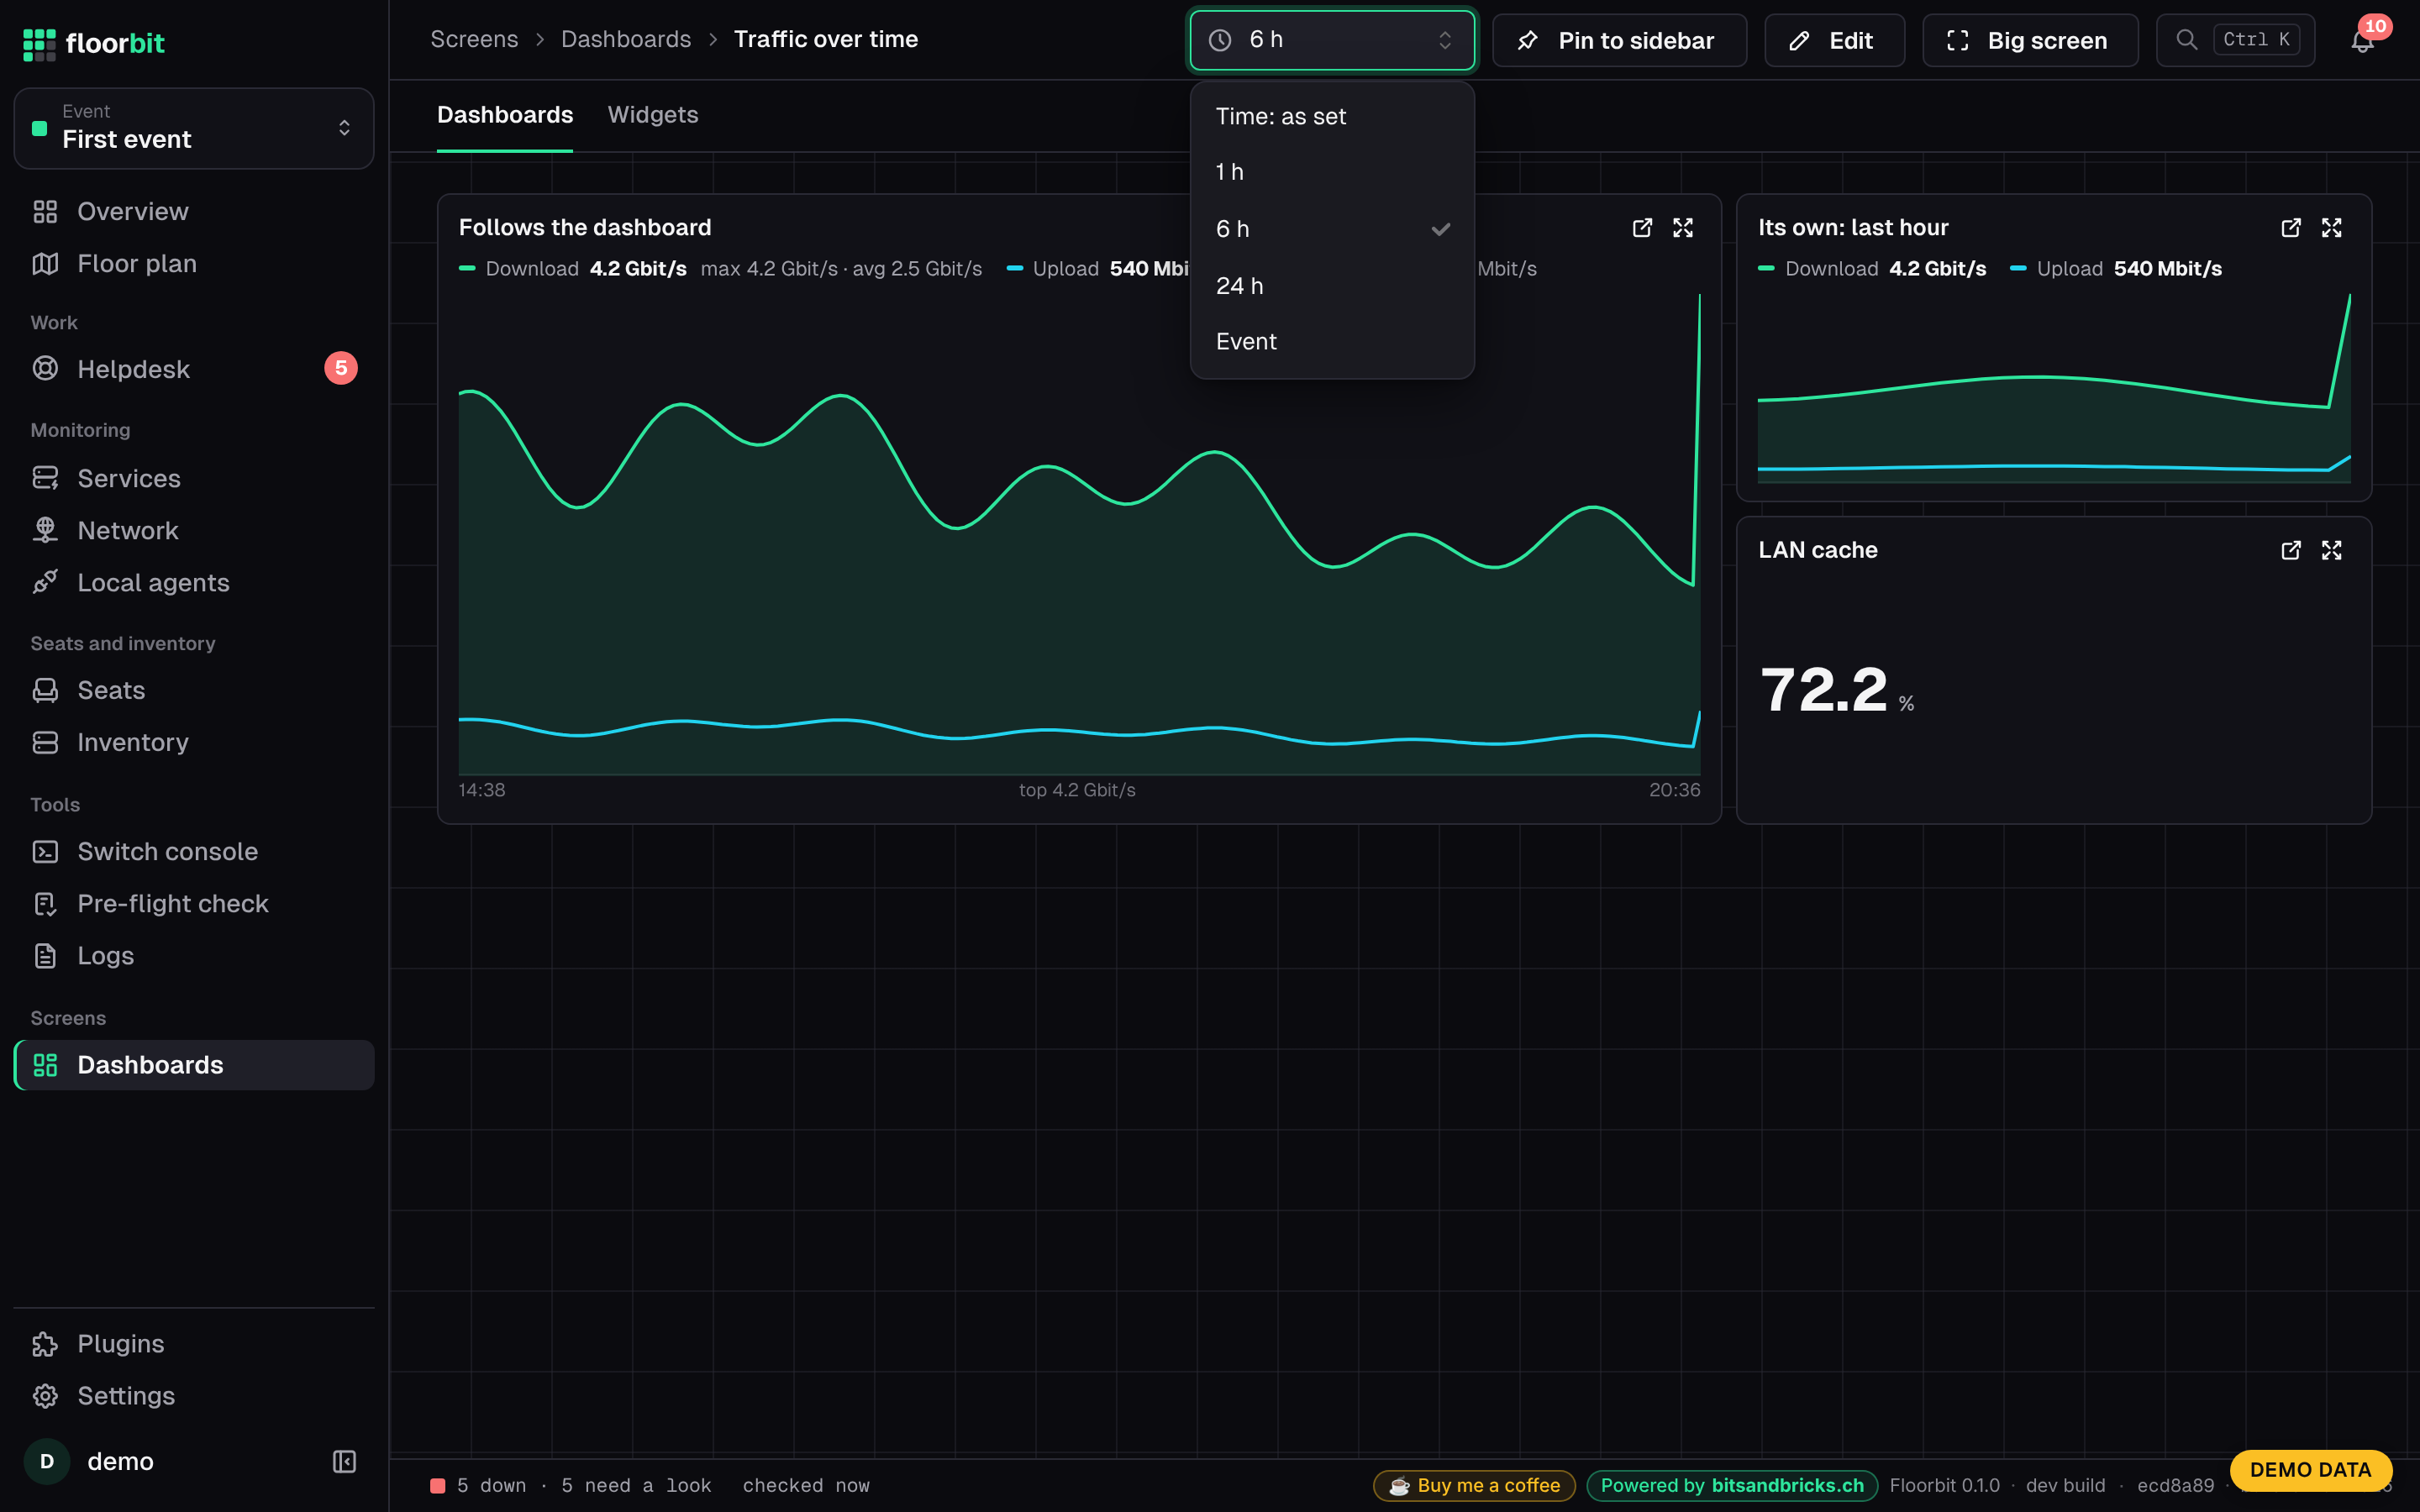 floorbit
Event
First event
Overview
Floor plan
Work
Helpdesk 5
Monitoring
Services
Network
Local agents
Seats and inventory
Seats
Inventory
Tools
Switch console
Pre-flight check
Logs
Screens
Dashboards
Plugins
Settings
D demo
Screens Dashboards Traffic over time
6 h
Pin to sidebar
Edit
Big screen
Ctrl K
10
Dashboards Widgets
Time: as set
1 h
6 h
24 h
Event
Follows the dashboard
Download 4.2 Gbit/s max 4.2 Gbit/s · avg 2.5 Gbit/s Upload 540 Mbi Mbit/s
14:38 top 4.2 Gbit/s 20:36
Its own: last hour
Download 4.2 Gbit/s Upload 540 Mbit/s
LAN cache
72.2 %
5 down · 5 need a look checked now
Buy me a coffee
Powered by bitsandbricks.ch
Floorbit 0.1.0 · dev build · ecd8a89 ·
DEMO DATA